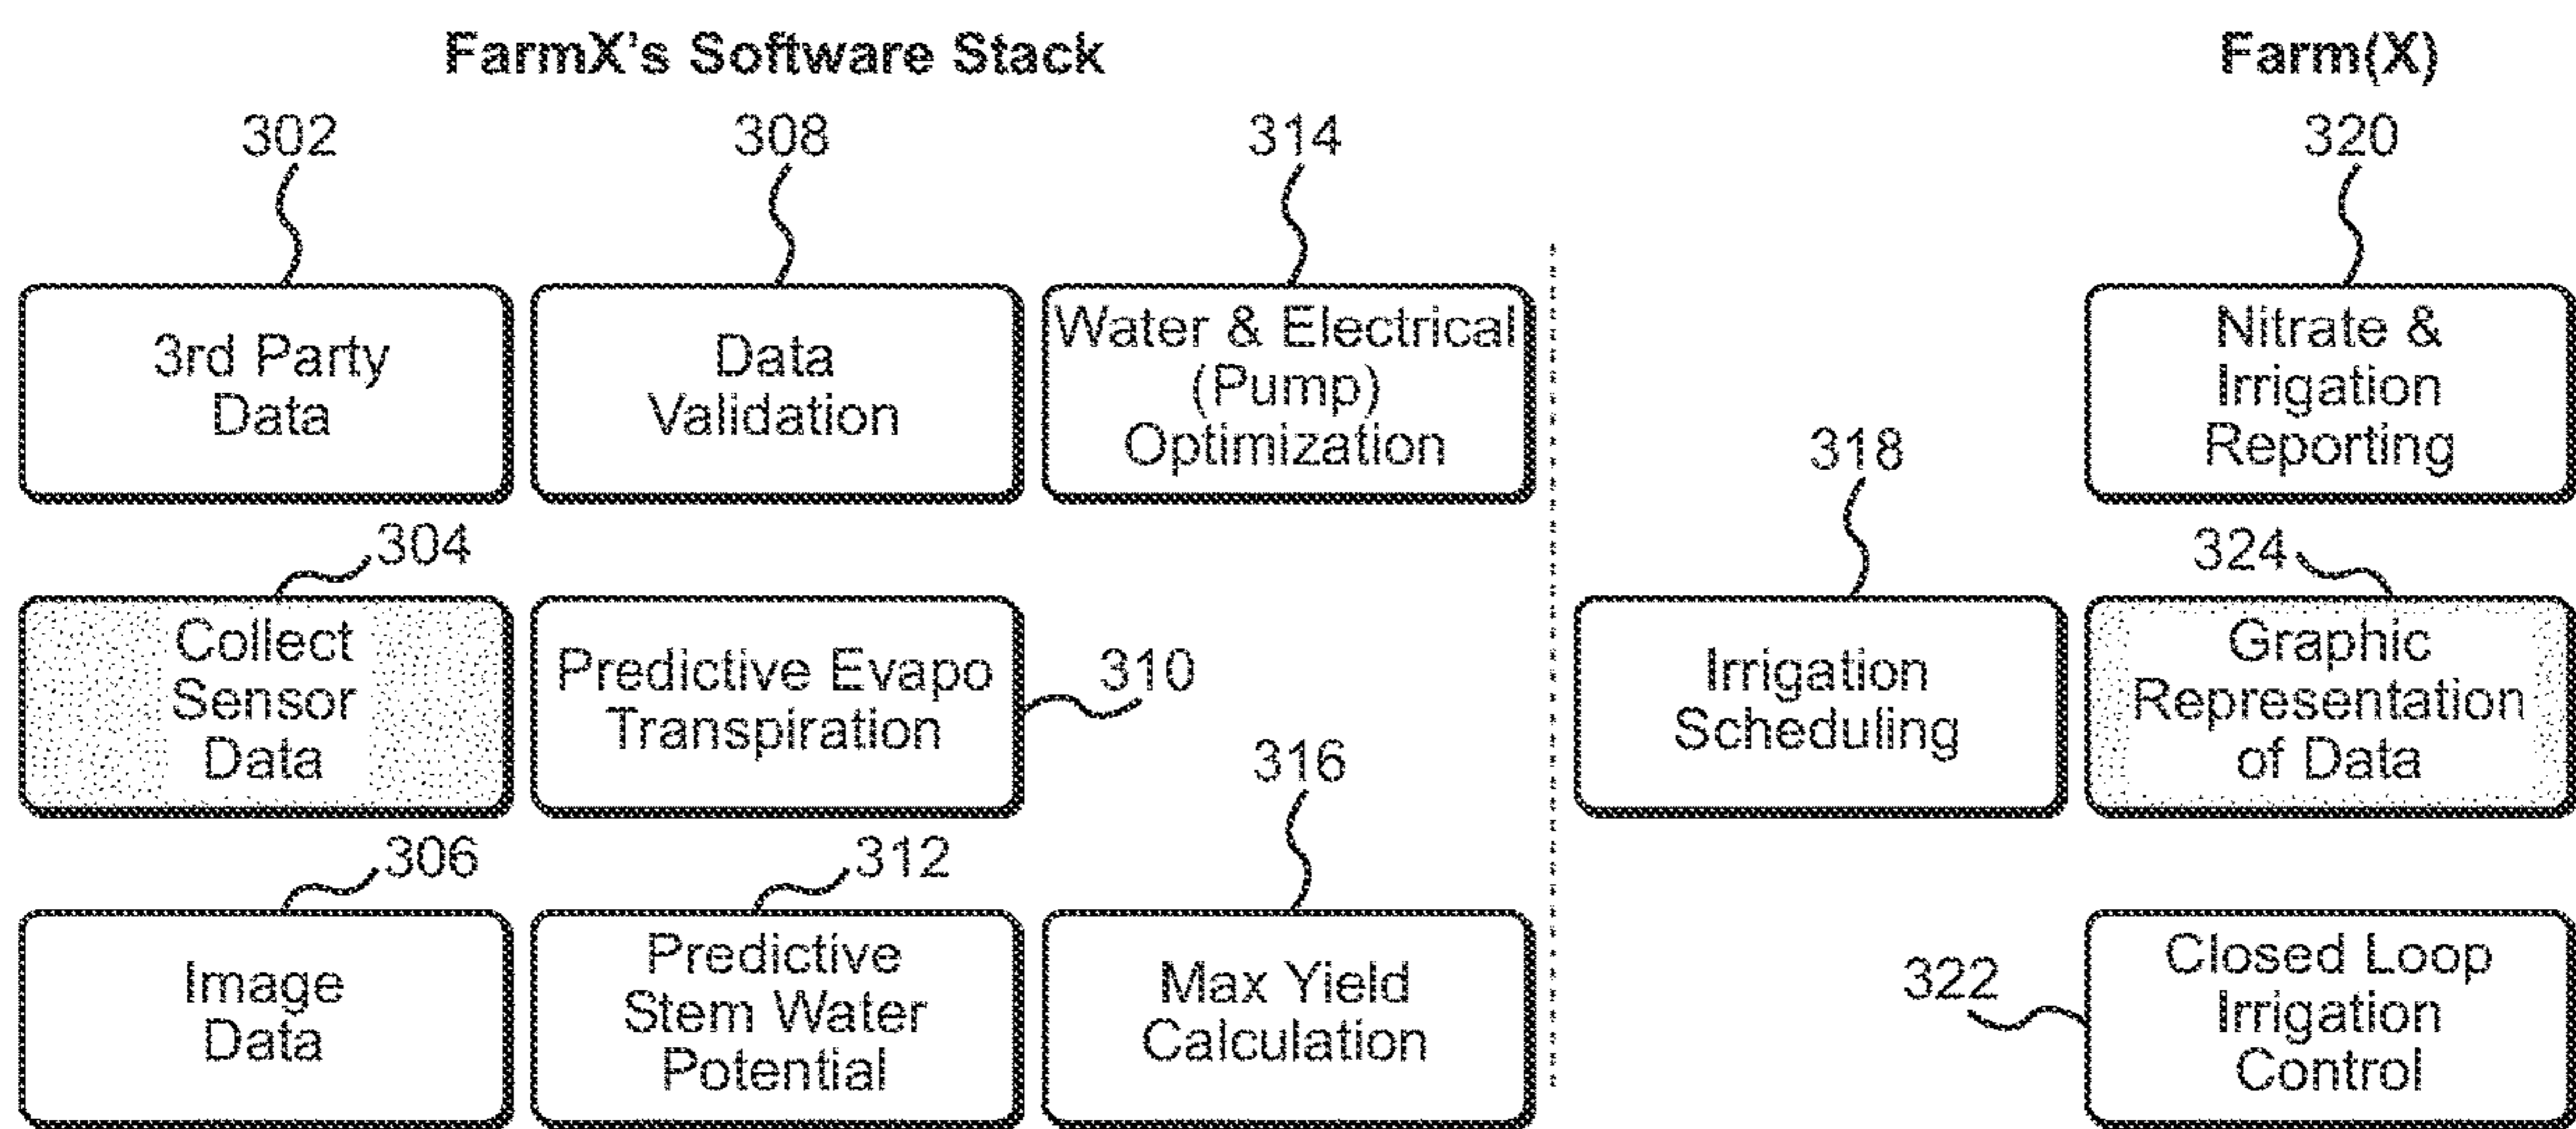 FarmX's Software Stack
Farm(X)
302
308
314
320
3rd Party
Data
Data
Validation
Water & Electrical
(Pump)
Optimization
Nitrate &
Irrigation
Reporting
318
304
324
Collect
Sensor
Data
Predictive Evapo
Transpiration
310
Irrigation
Scheduling
Graphic
Representation
of Data
316
306
312
Image
Data
Predictive
Stem Water
Potential
Max Yield
Calculation
322
Closed Loop
Irrigation
Control